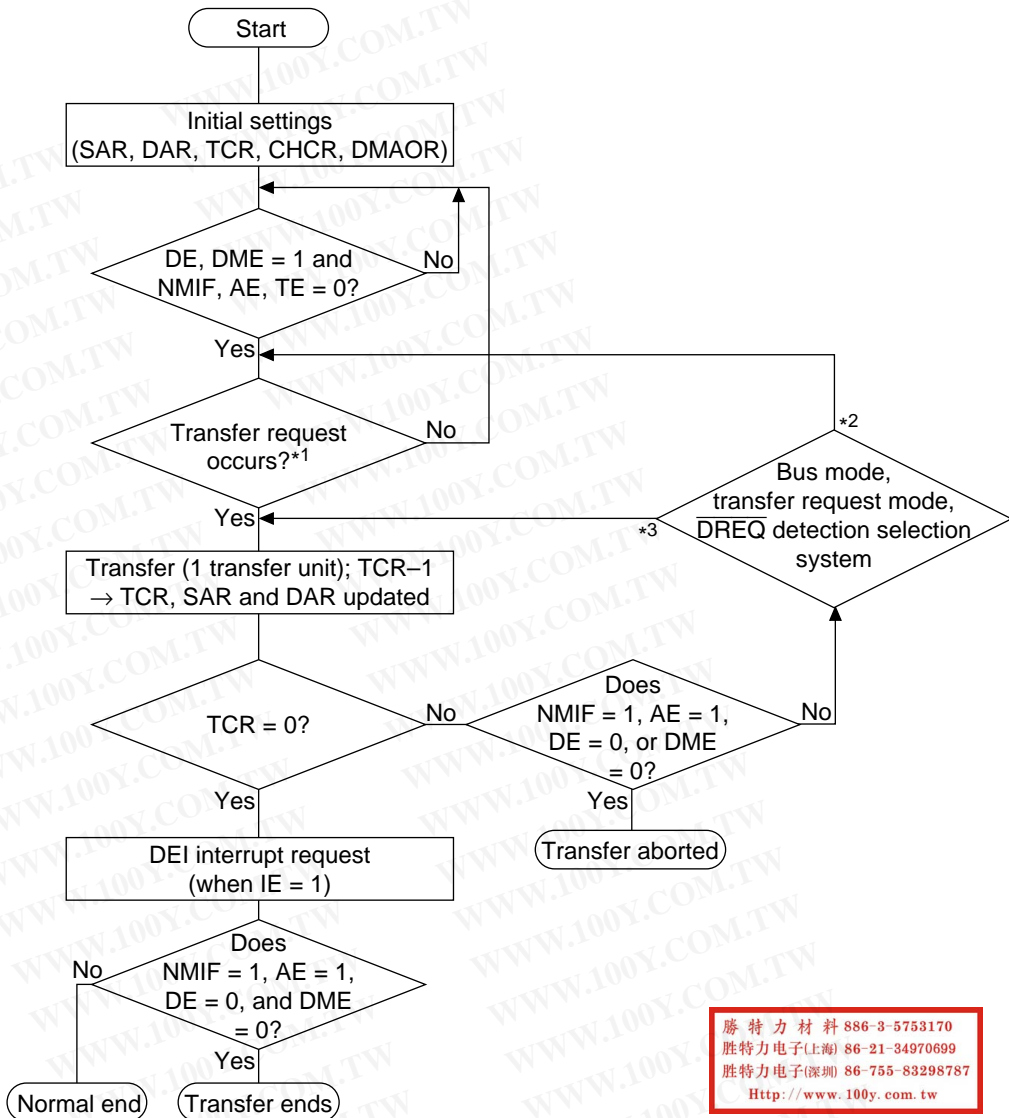 Start
Initial settings
(SAR, DAR, TCR, CHCR, DMAOR)
DE, DME = 1 and
NMIF, AE, TE = 0?
No
Yes
Transfer request
occurs?*1
No
Yes
*2
Bus mode,
transfer request mode,
DREQ detection selection
system
*3
Transfer (1 transfer unit); TCR–1
→ TCR, SAR and DAR updated
TCR = 0?
No
Does
NMIF = 1, AE = 1,
DE = 0, or DME
= 0?
No
Yes
Yes
Transfer aborted
DEI interrupt request
(when IE = 1)
Does
NMIF = 1, AE = 1,
DE = 0, and DME
= 0?
No
Yes
Normal end
Transfer ends
勝 特 力 材 料 886-3-5753170
胜特力电子(上海) 86-21-34970699
胜特力电子(深圳) 86-755-83298787
Http://www.100y.com.tw
WWW.100Y.COM.TW